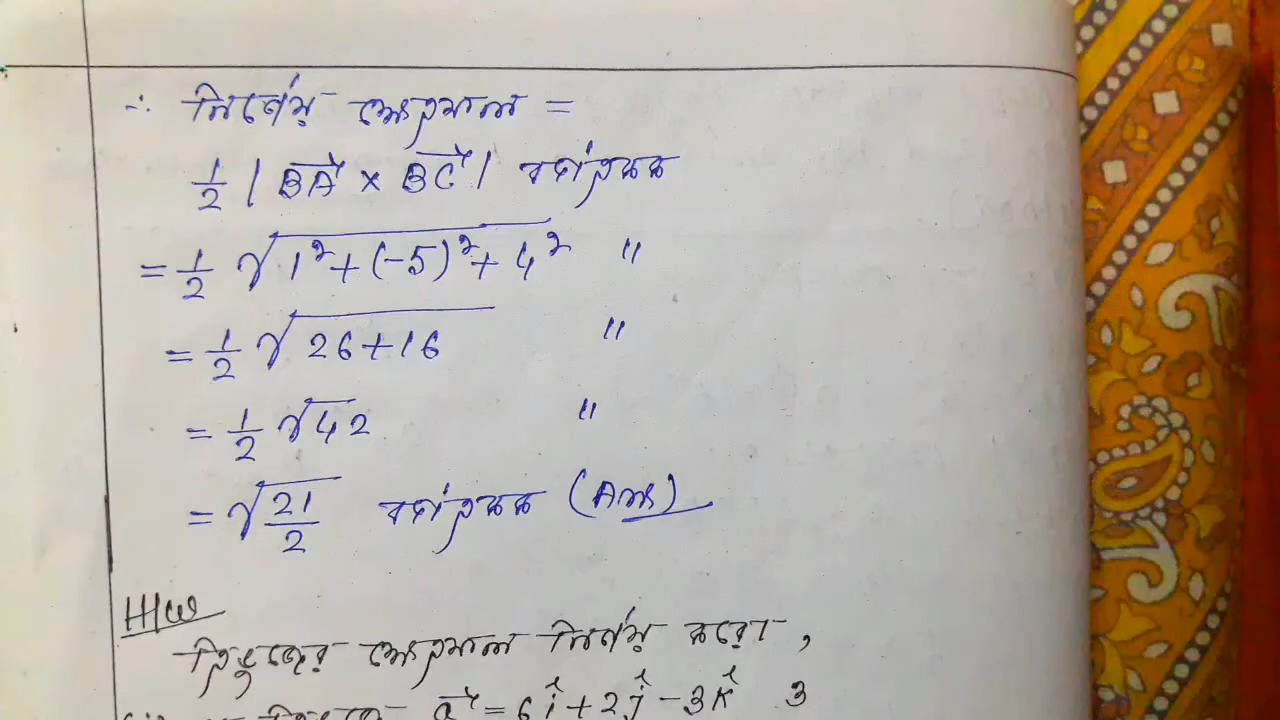 ∴ নির্ণেয় ক্ষেত্রফল =
1/2 |BA⃗ × BC⃗| বর্গএকক
= 1/2 √(1² + (-5)² + 4²) "
= 1/2 √(26+16) "
= 1/2 √42 "
= √(21/2) বর্গএকক (Ans)
H/W
ত্রিভুজের ক্ষেত্রফল নির্ণয় করো,
a⃗ = 6î + 2ĵ - 3k̂ 3